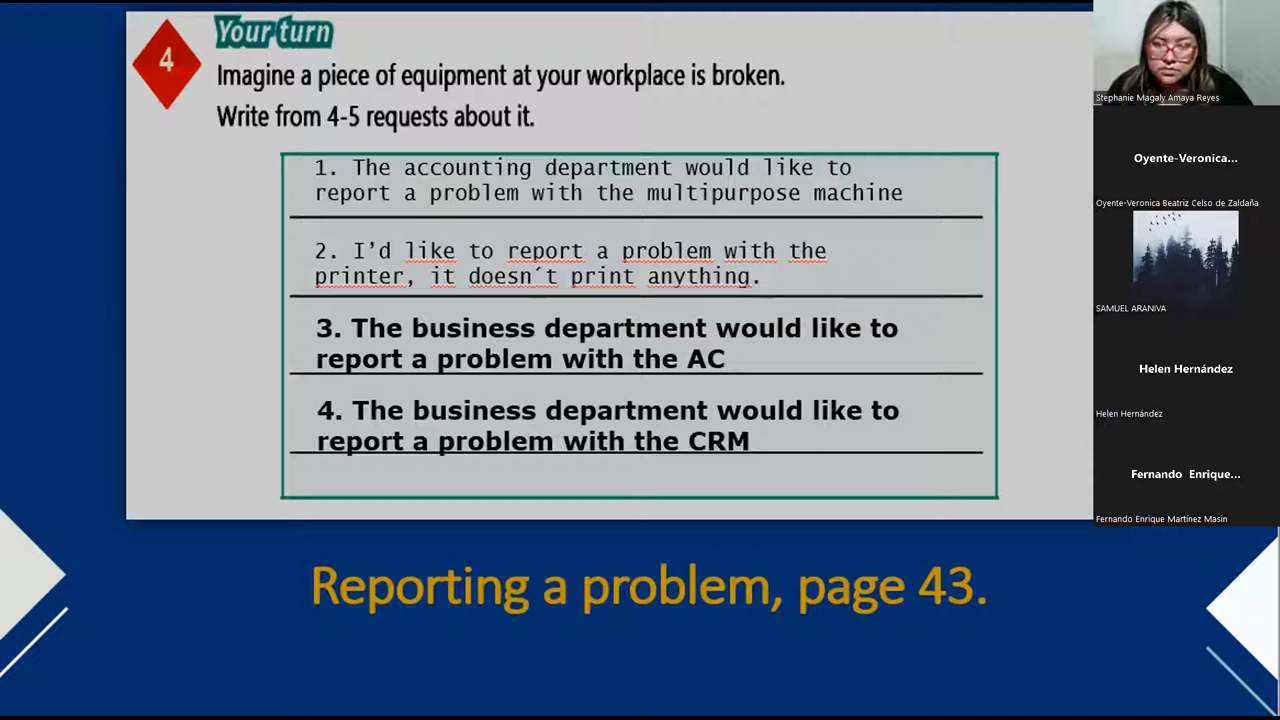 4
Your turn
Imagine a piece of equipment at your workplace is broken.
Write from 4-5 requests about it.
1. The accounting department would like to
report a problem with the multipurpose machine
2. I’d like to report a problem with the
printer, it doesn´t print anything.
3. The business department would like to
report a problem with the AC
4. The business department would like to
report a problem with the CRM
Reporting a problem, page 43.
Stephanie Magaly Amaya Reyes
Oyente-Veronica...
Oyente-Veronica Beatriz Celso de Zaldaña
SAMUEL ARANIVA
Helen Hernández
Helen Hernández
Fernando Enrique...
Fernando Enrique Martínez Masin